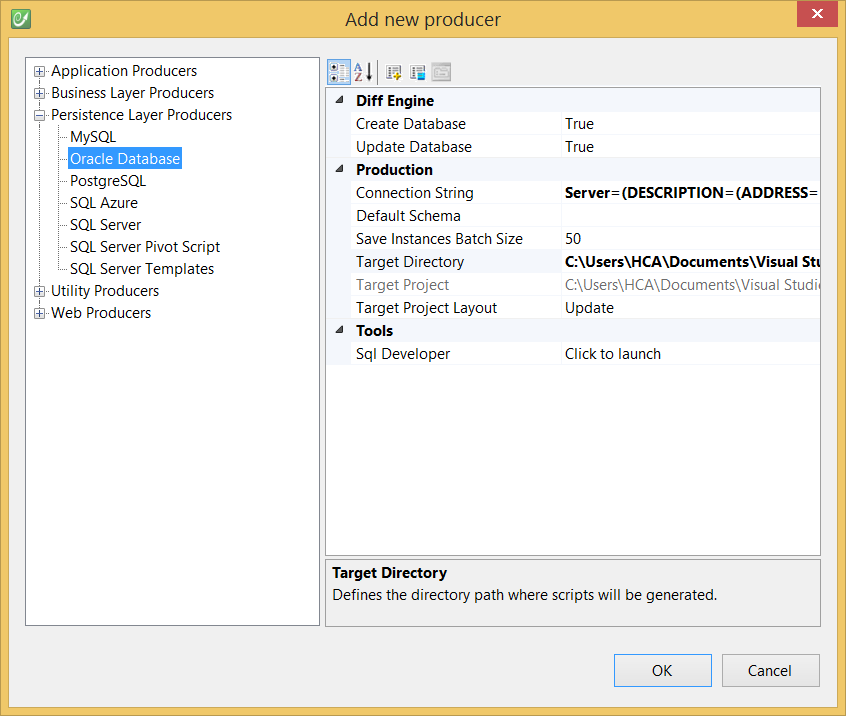 Add new producer
Application Producers
Business Layer Producers
Persistence Layer Producers
MySQL
Oracle Database
PostgreSQL
SQL Azure
SQL Server
SQL Server Pivot Script
SQL Server Templates
Utility Producers
Web Producers
A Z
Diff Engine
Create Database True
Update Database True
Production
Connection String Server=(DESCRIPTION=(ADDRESS=
Default Schema
Save Instances Batch Size 50
Target Directory C:\Users\HCA\Documents\Visual Stu
Target Project C:\Users\HCA\Documents\Visual Studio
Target Project Layout Update
Tools
Sql Developer Click to launch
Target Directory
Defines the directory path where scripts will be generated.
OK Cancel